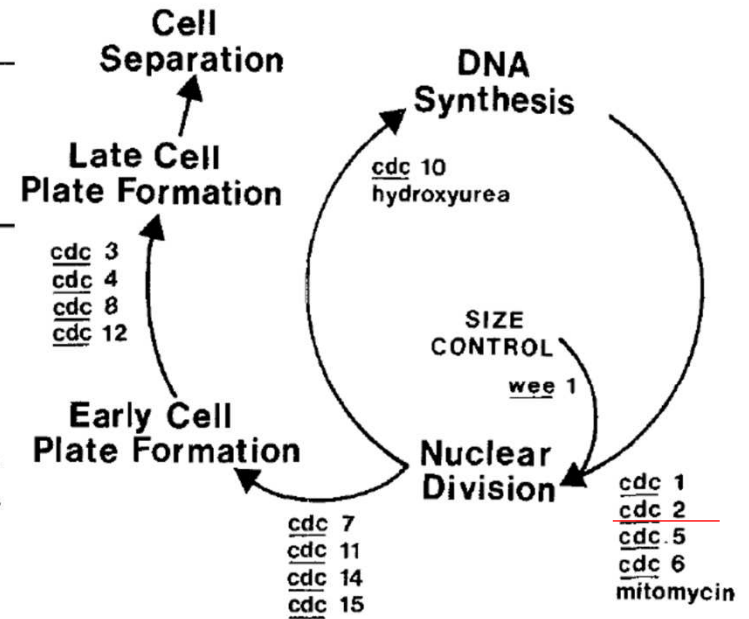 Cell
Separation
DNA
Synthesis
Late Cell
Plate Formation
cdc 10
hydroxyurea
cdc 3
cdc 4
cdc 8
cdc 12
SIZE
CONTROL
wee 1
Early Cell
Plate Formation
Nuclear
Division
cdc 1
cdc 2
cdc 5
cdc 6
mitomycin
cdc 7
cdc 11
cdc 14
cdc 15